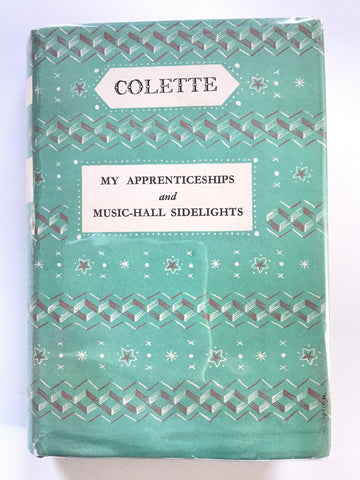 COLETTE
MY APPRENTICESHIPS
and
MUSIC-HALL SIDELIGHTS